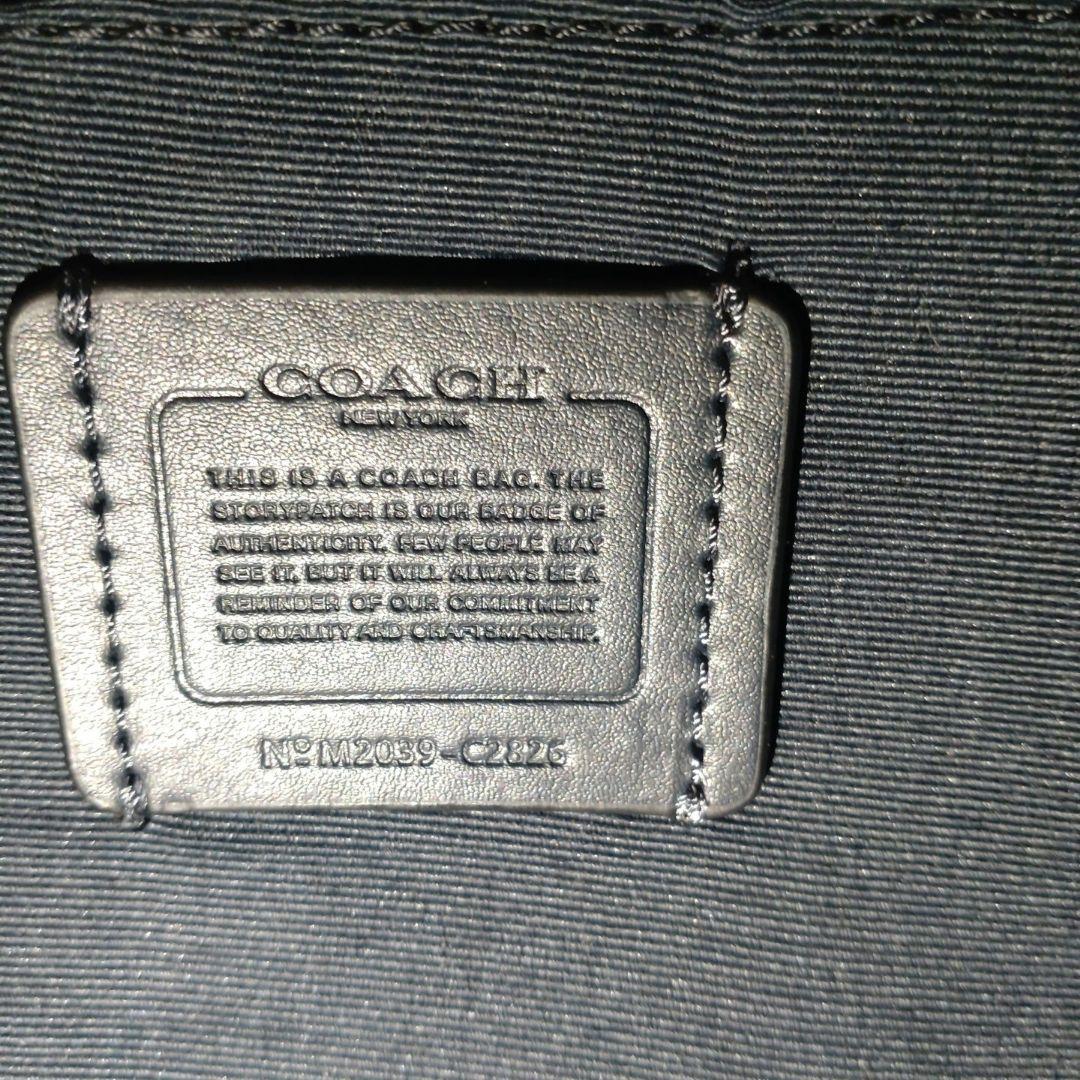 COACH
NEW YORK
THIS IS A COACH BAG. THE
STORYPATCH IS OUR BADGE OF
AUTHENTICITY. FEW PEOPLE MAY
SEE IT, BUT IT WILL ALWAYS BE A
REMINDER OF OUR COMMITMENT
TO QUALITY AND CRAFTSMANSHIP.
Nº M2039-C2826